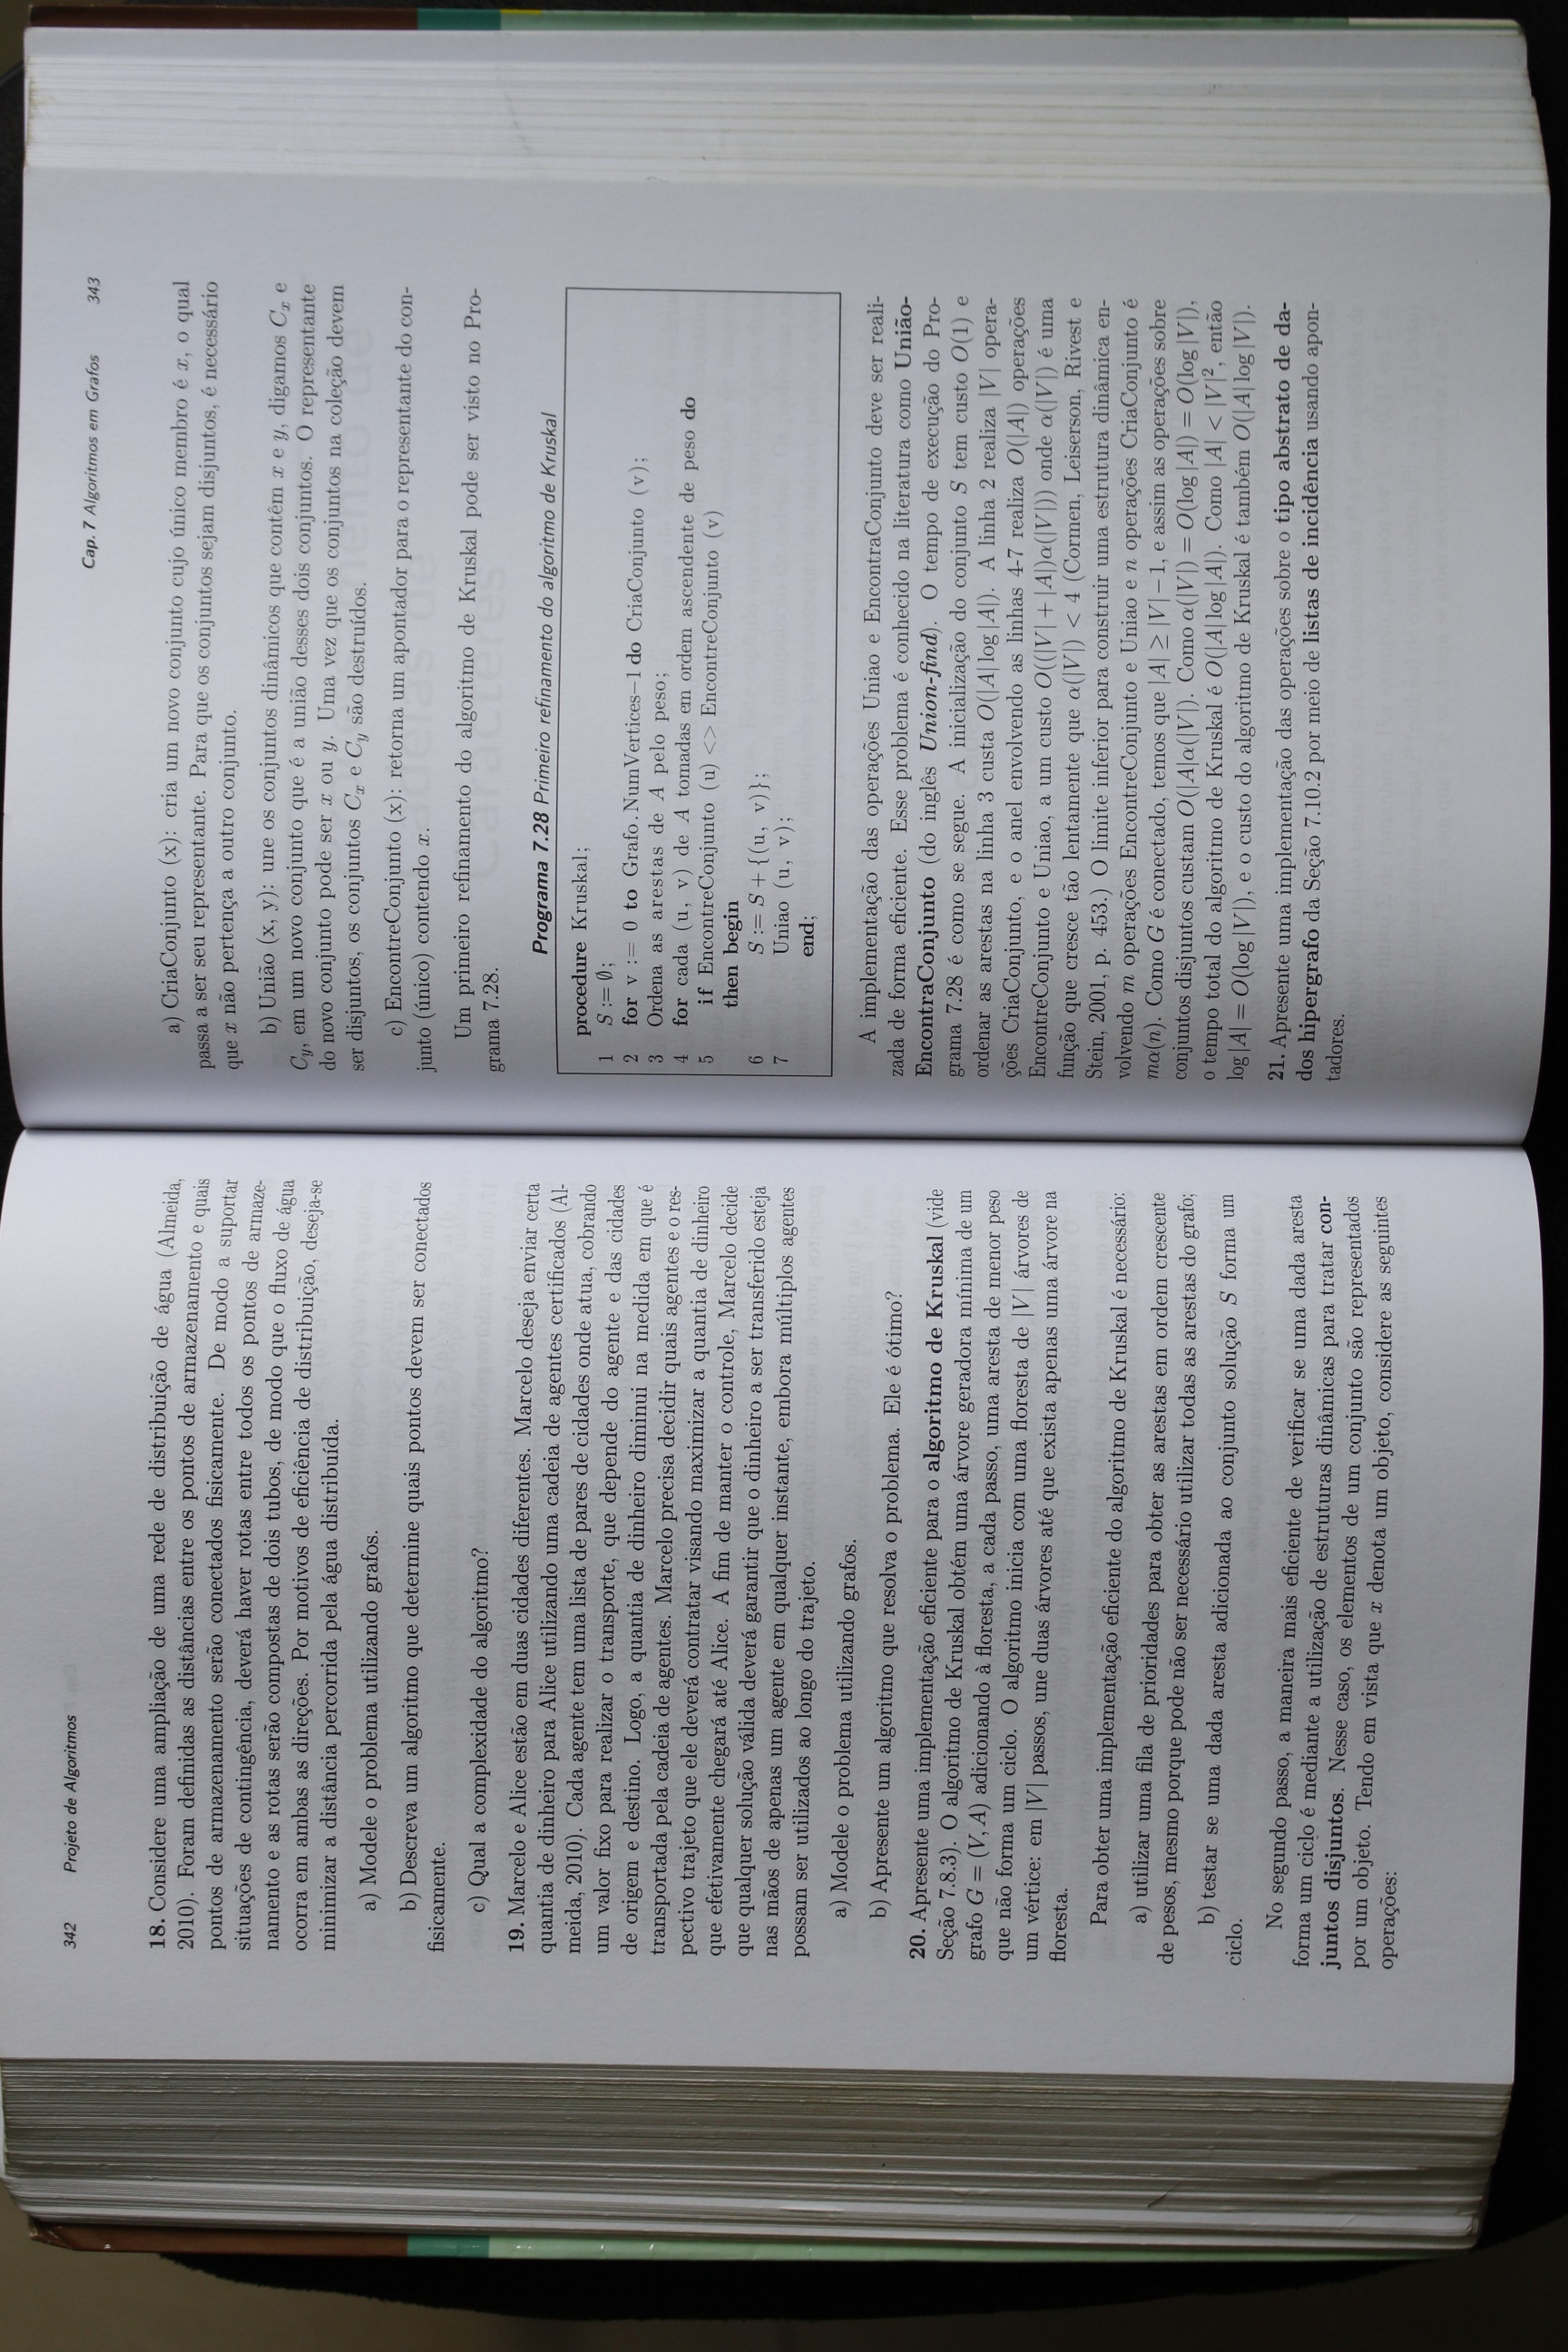 342 Projeto de Algoritmos
18. Considere uma ampliação de uma rede de distribuição de água (Almeida,
2010). Foram definidas as distâncias entre os pontos de armazenamento e quais
pontos de armazenamento serão conectados fisicamente. De modo a suportar
situações de contingência, deverá haver rotas entre todos os pontos de armaze-
namento e as rotas serão compostas de dois tubos, de modo que o fluxo de água
ocorra em ambas as direções. Por motivos de eficiência de distribuição, deseja-se
minimizar a distância percorrida pela água distribuída.
a) Modele o problema utilizando grafos.
b) Descreva um algoritmo que determine quais pontos devem ser conectados
fisicamente.
c) Qual a complexidade do algoritmo?
19. Marcelo e Alice estão em duas cidades diferentes. Marcelo deseja enviar certa
quantia de dinheiro para Alice utilizando uma cadeia de agentes certificados (Al-
meida, 2010). Cada agente tem uma lista de pares de cidades onde atua, cobrando
um valor fixo para realizar o transporte, que depende do agente e das cidades
de origem e destino. Logo, a quantia de dinheiro diminui na medida em que é
transportada pela cadeia de agentes. Marcelo precisa decidir quais agentes e o res-
pectivo trajeto que ele deverá contratar visando maximizar a quantia de dinheiro
que efetivamente chegará até Alice. A fim de manter o controle, Marcelo decide
que qualquer solução válida deverá garantir que o dinheiro a ser transferido esteja
nas mãos de apenas um agente em qualquer instante, embora múltiplos agentes
possam ser utilizados ao longo do trajeto.
a) Modele o problema utilizando grafos.
b) Apresente um algoritmo que resolva o problema. Ele é ótimo?
20. Apresente uma implementação eficiente para o algoritmo de Kruskal (vide
Seção 7.8.3). O algoritmo de Kruskal obtém uma árvore geradora mínima de um
grafo G = (V, A) adicionando à floresta, a cada passo, uma aresta de menor peso
que não forma um ciclo. O algoritmo inicia com uma floresta de |V| árvores de
um vértice: em |V| passos, une duas árvores até que exista apenas uma árvore na
floresta.
Para obter uma implementação eficiente do algoritmo de Kruskal é necessário:
a) utilizar uma fila de prioridades para obter as arestas em ordem crescente
de pesos, mesmo porque pode não ser necessário utilizar todas as arestas do grafo;
b) testar se uma dada aresta adicionada ao conjunto solução S forma um
ciclo.
No segundo passo, a maneira mais eficiente de verificar se uma dada aresta
forma um ciclo é mediante a utilização de estruturas dinâmicas para tratar con-
juntos disjuntos. Nesse caso, os elementos de um conjunto são representados
por um objeto. Tendo em vista que x denota um objeto, considere as seguintes
operações:
Cap. 7 Algoritmos em Grafos 343
a) CriaConjunto (x): cria um novo conjunto cujo único membro é x, o qual
passa a ser seu representante. Para que os conjuntos sejam disjuntos, é necessário
que x não pertença a outro conjunto.
b) União (x, y): une os conjuntos dinâmicos que contêm x e y, digamos Cx e
Cy, em um novo conjunto que é a união desses dois conjuntos. O representante
do novo conjunto pode ser x ou y. Uma vez que os conjuntos na coleção devem
ser disjuntos, os conjuntos Cx e Cy são destruídos.
c) EncontreConjunto (x): retorna um apontador para o representante do con-
junto (único) contendo x.
Um primeiro refinamento do algoritmo de Kruskal pode ser visto no Pro-
grama 7.28.
Programa 7.28 Primeiro refinamento do algoritmo de Kruskal
procedure Kruskal;
1 S := ∅;
2 for v := 0 to Grafo.NumVertices−1 do CriaConjunto (v);
3 Ordena as arestas de A pelo peso;
4 for cada (u, v) de A tomadas em ordem ascendente de peso do
5 if EncontreConjunto (u) <> EncontreConjunto (v)
then begin
6 S := S + {(u, v)};
7 Uniao (u, v);
end;
A implementação das operações Uniao e EncontraConjunto deve ser reali-
zada de forma eficiente. Esse problema é conhecido na literatura como União-
EncontraConjunto (do inglês Union-find). O tempo de execução do Pro-
grama 7.28 é como se segue. A inicialização do conjunto S tem custo O(1) e
ordenar as arestas na linha 3 custa O(|A| log |A|). A linha 2 realiza |V| opera-
ções CriaConjunto, e o anel envolvendo as linhas 4-7 realiza O(|A|) operações
EncontreConjunto e Uniao, a um custo O((|V| + |A|)α(|V|)) onde α(|V|) é uma
função que cresce tão lentamente que α(|V|) < 4 (Cormen, Leiserson, Rivest e
Stein, 2001, p. 453.) O limite inferior para construir uma estrutura dinâmica en-
volvendo m operações EncontreConjunto e Uniao e n operações CriaConjunto é
mα(n). Como G é conectado, temos que |A| ≥ |V| − 1, e assim as operações sobre
conjuntos disjuntos custam O(|A|α(|V|). Como α(|V|) = O(log |A|) = O(log |V|),
o tempo total do algoritmo de Kruskal é O(|A| log |A|). Como |A| < |V|², então
log |A| = O(log |V|), e o custo do algoritmo de Kruskal é também O(|A| log |V|).
21. Apresente uma implementação das operações sobre o tipo abstrato de da-
dos hipergrafo da Seção 7.10.2 por meio de listas de incidência usando apon-
tadores.